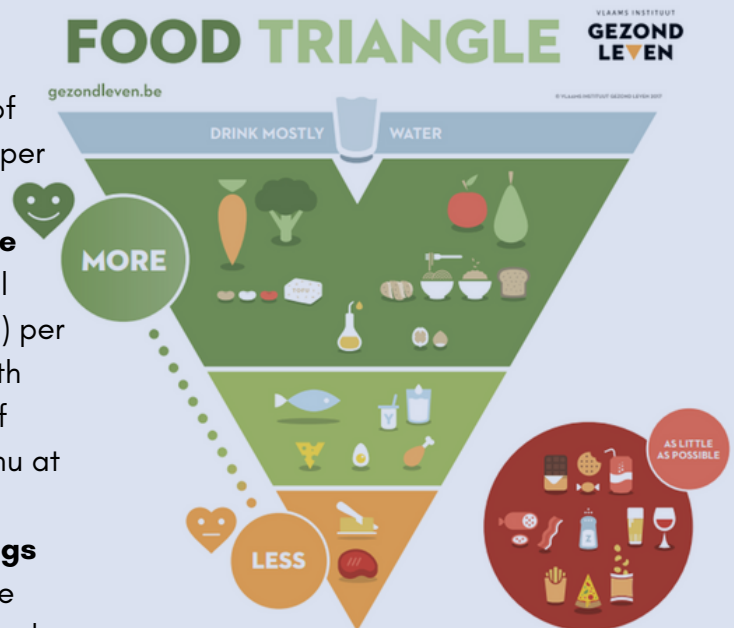 FOOD TRIANGLE
VLAAMS INSTITUUT
GEZOND
LEVEN
gezondleven.be
© VLAAMS INSTITUUT GEZOND LEVEN 2017
of
per
e
l
) per
th
f
nu at
gs
e
DRINK MOSTLY WATER
MORE
TOFU
Y
LESS
AS LITTLE
AS POSSIBLE
Z